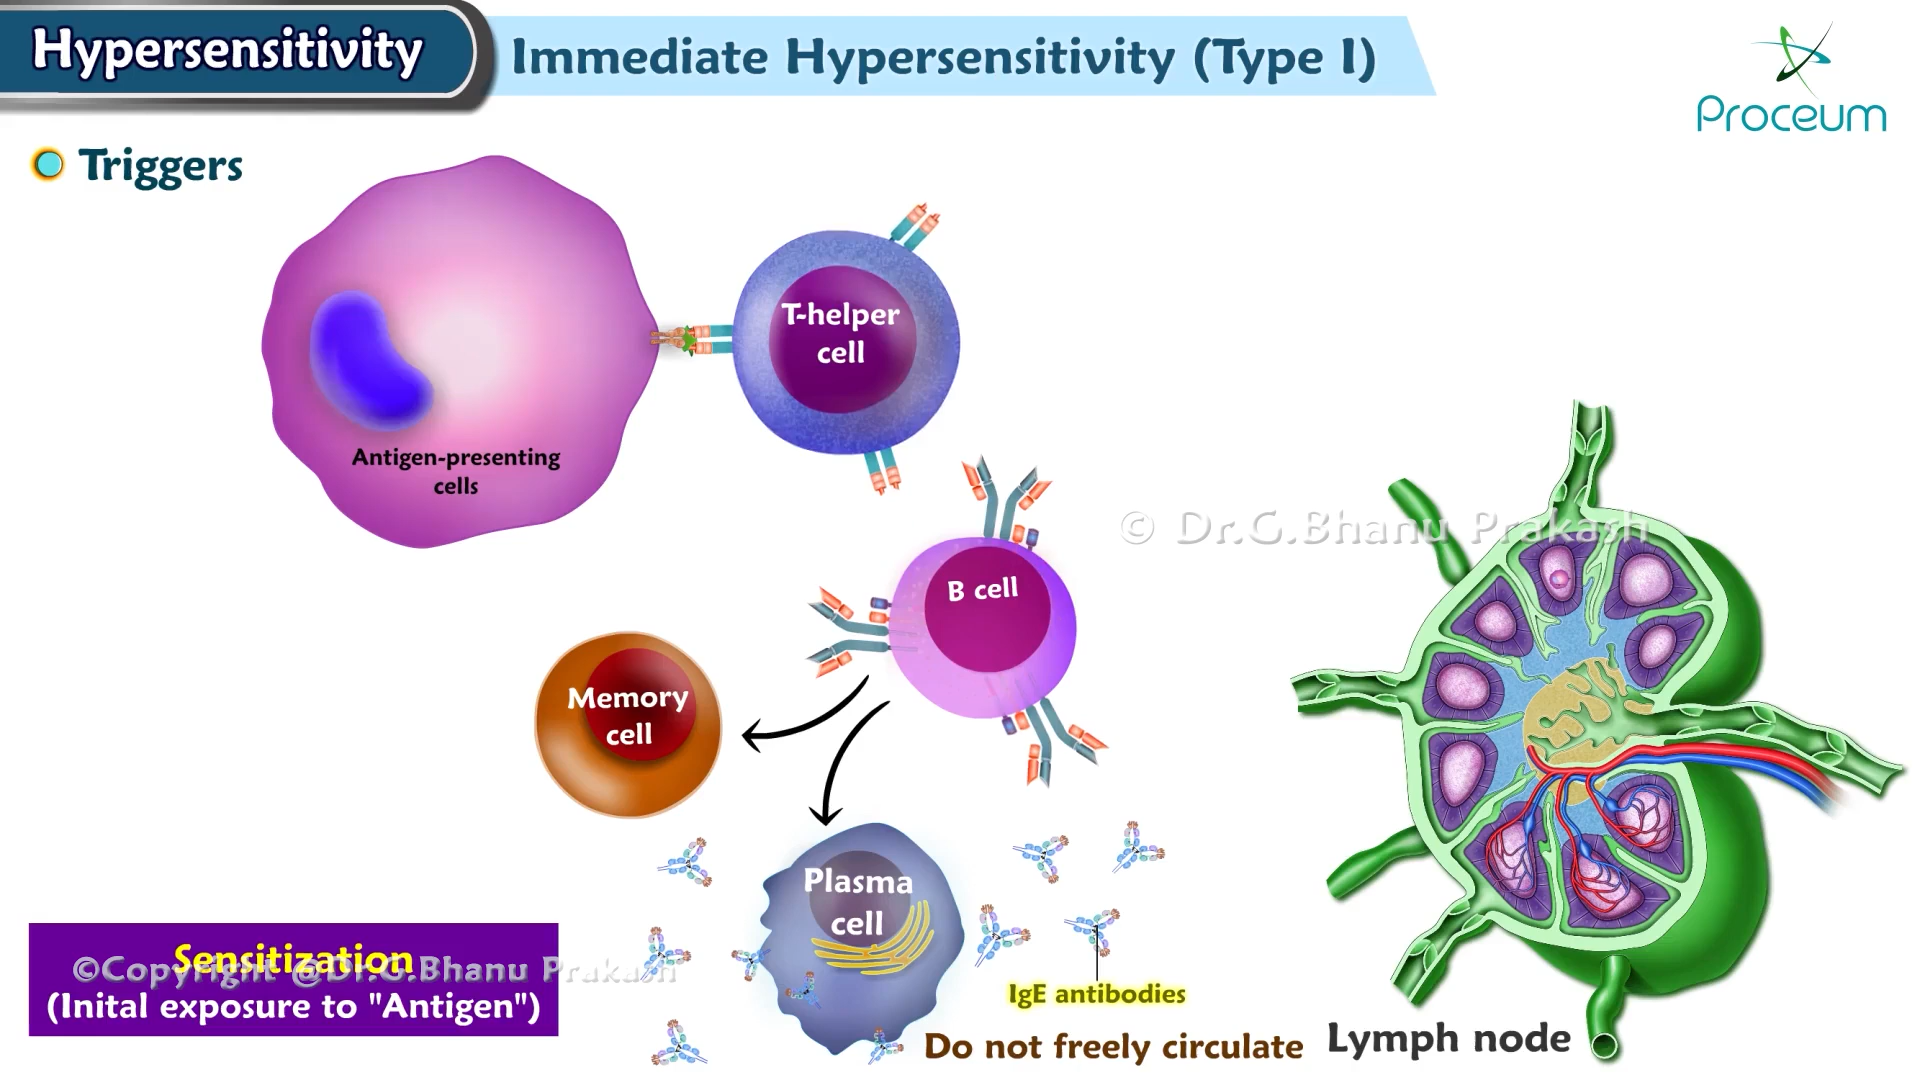 Hypersensitivity
Immediate Hypersensitivity (Type I)
Proceum
Triggers
T-helper
cell
Antigen-presenting
cells
© Dr.G.Bhanu Prakash
B cell
Memory
cell
Plasma
cell
Sensitization
©Copyright @Dr.G.Bhanu Prakash
(Inital exposure to "Antigen")
IgE antibodies
Do not freely circulate
Lymph node